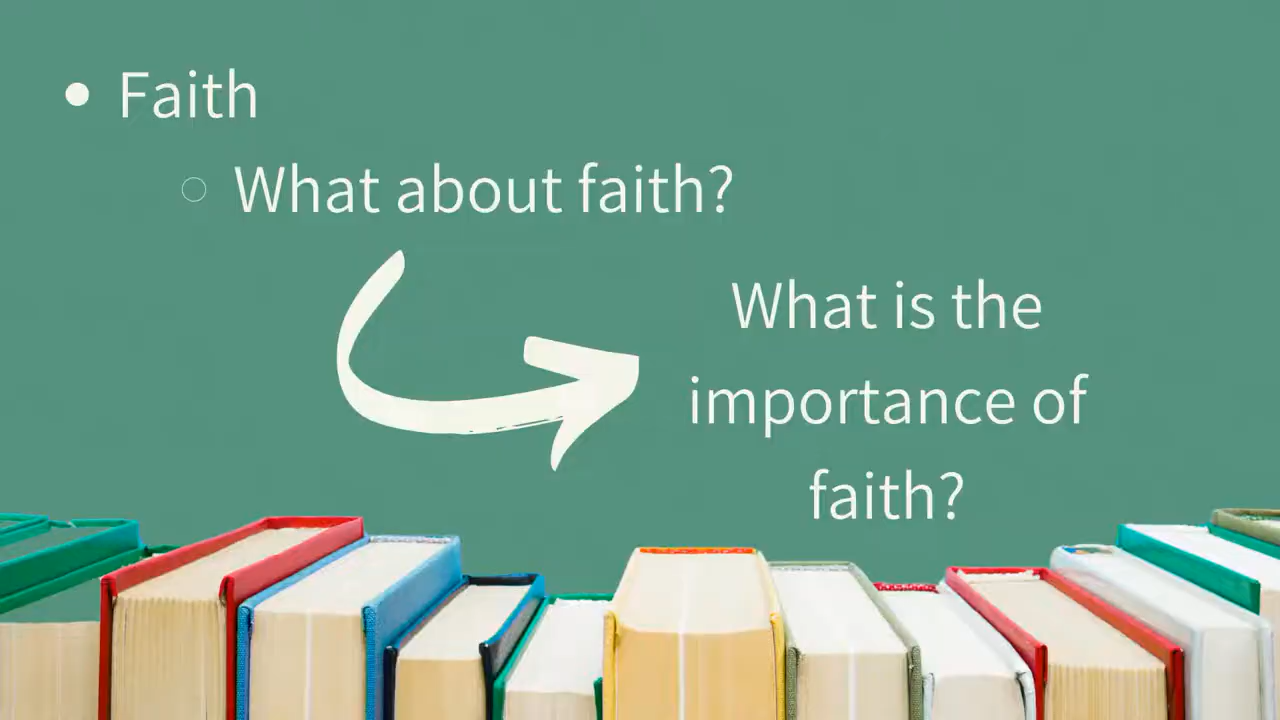 Faith
What about faith?
What is the
importance of
faith?